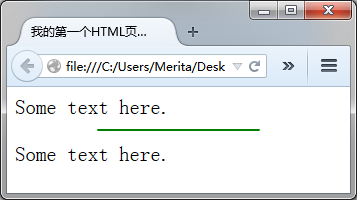 我的第一个HTML页...
file:///C:/Users/Merita/Desk
Some text here.
Some text here.